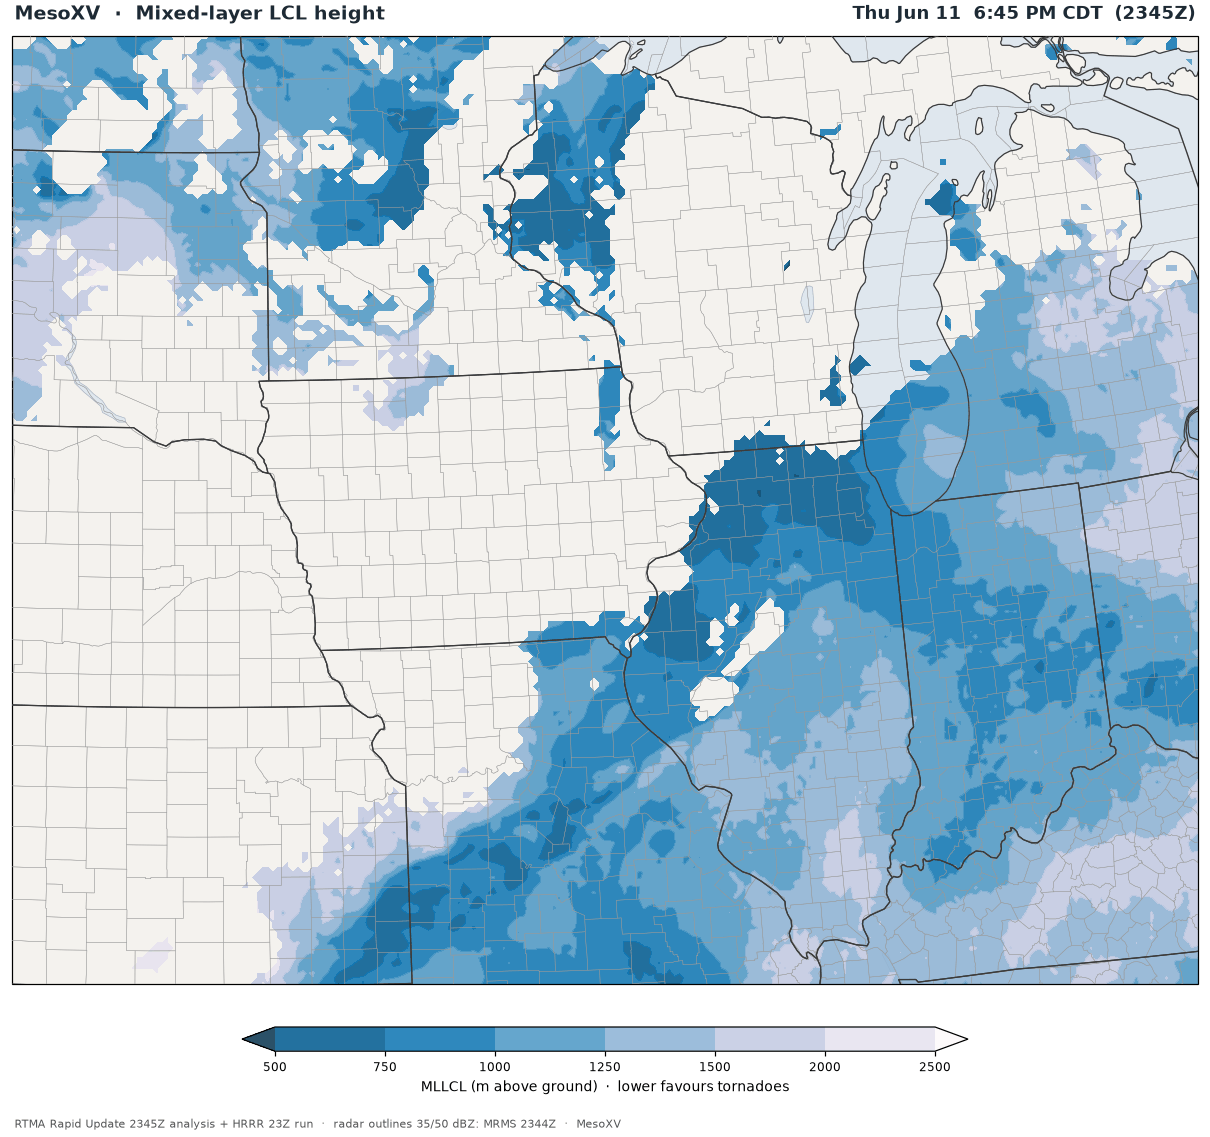 MesoXV · Mixed-layer LCL height
Thu Jun 11 6:45 PM CDT (2345Z)
500 750 1000 1250 1500 2000 2500
MLLCL (m above ground) · lower favours tornadoes
RTMA Rapid Update 2345Z analysis + HRRR 23Z run · radar outlines 35/50 dBZ: MRMS 2344Z · MesoXV